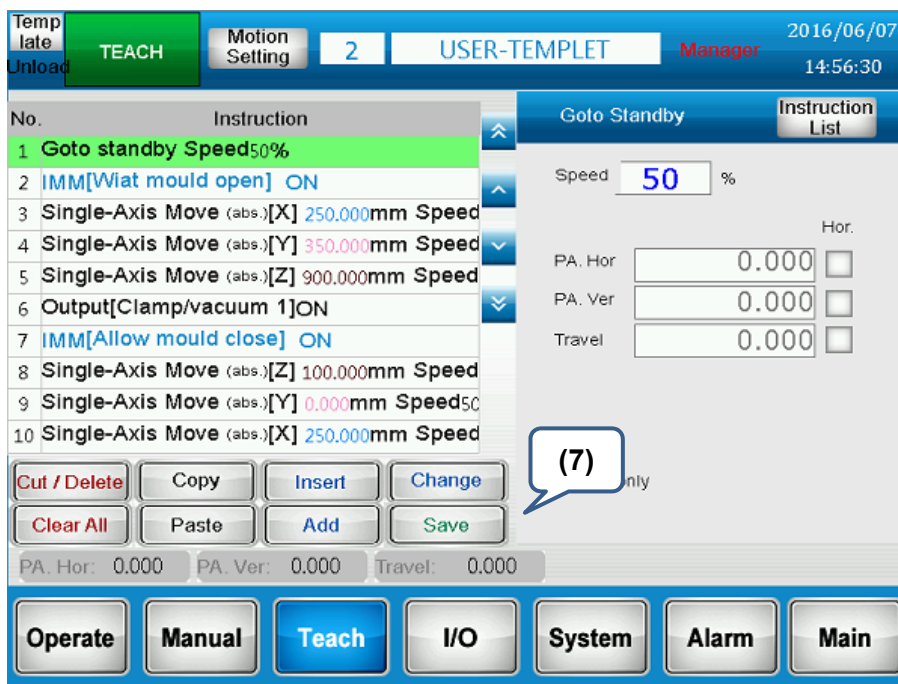 Temp
late
Unload
TEACH
Motion
Setting
2
USER-TEMPLET
Manager
2016/06/07
14:56:30
No. Instruction
1 Goto standby Speed50%
2 IMM[Wiat mould open] ON
3 Single-Axis Move (abs.)[X] 250.000mm Speed
4 Single-Axis Move (abs.)[Y] 350.000mm Speed
5 Single-Axis Move (abs.)[Z] 900.000mm Speed
6 Output[Clamp/vacuum 1]ON
7 IMM[Allow mould close] ON
8 Single-Axis Move (abs.)[Z] 100.000mm Speed
9 Single-Axis Move (abs.)[Y] 0.000mm Speed50
10 Single-Axis Move (abs.)[X] 250.000mm Speed
Goto Standby
Instruction
List
Speed 50 %
Hor.
PA. Hor 0.000
PA. Ver 0.000
Travel 0.000
(7)
nly
Cut / Delete Copy Insert Change
Clear All Paste Add Save
PA. Hor: 0.000 PA. Ver: 0.000 Travel: 0.000
Operate Manual Teach I/O System Alarm Main